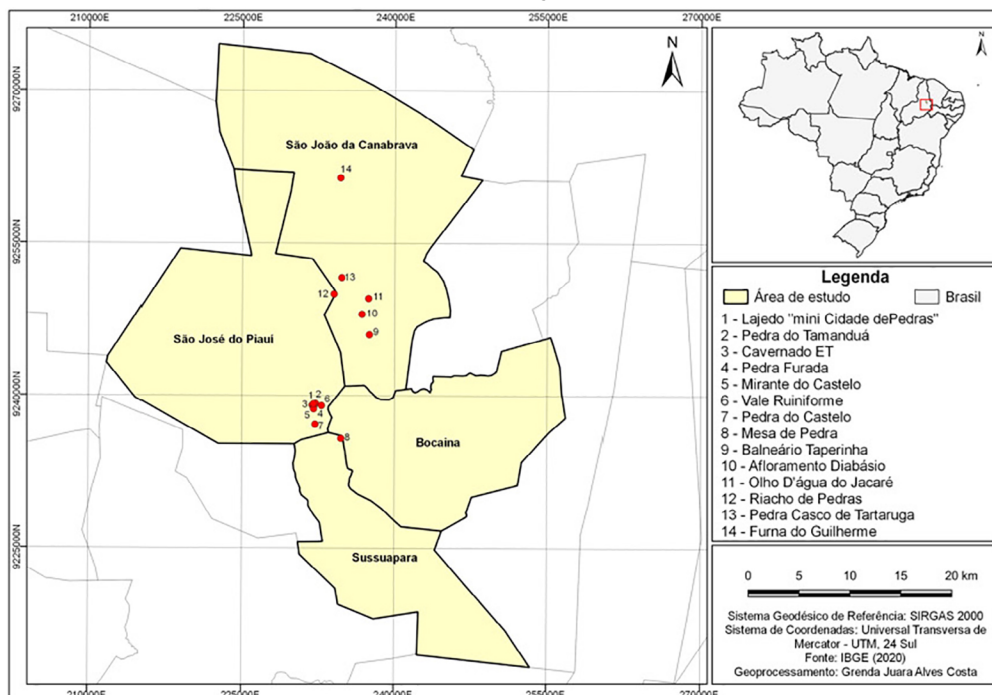 210000E 225000E 240000E 255000E 270000E
N
9270000N
São João da Canabrava
14
9255000N
13
12
11
10
São José do Piauí
9
9240000N
1 2
3 6
5 4
7
8
Bocaina
9225000N
Sussuapara
210000E 225000E 240000E 255000E 270000E
N
Legenda
Área de estudo Brasil
1 - Lajedo "mini Cidade dePedras"
2 - Pedra do Tamanduá
3 - Cavernado ET
4 - Pedra Furada
5 - Mirante do Castelo
6 - Vale Ruiniforme
7 - Pedra do Castelo
8 - Mesa de Pedra
9 - Balneário Taperinha
10 - Afloramento Diabásio
11 - Olho D'água do Jacaré
12 - Riacho de Pedras
13 - Pedra Casco de Tartaruga
14 - Furna do Guilherme
0 5 10 15 20 km
Sistema Geodésico de Referência: SIRGAS 2000
Sistema de Coordenadas: Universal Transversa de
Mercator - UTM, 24 Sul
Fonte: IBGE (2020)
Geoprocessamento: Grenda Juara Alves Costa